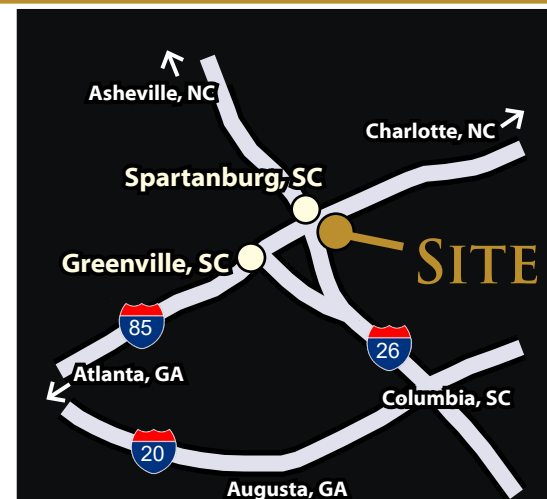 Asheville, NC
Charlotte, NC
Spartanburg, SC
Greenville, SC
SITE
85
26
Atlanta, GA
Columbia, SC
20
Augusta, GA